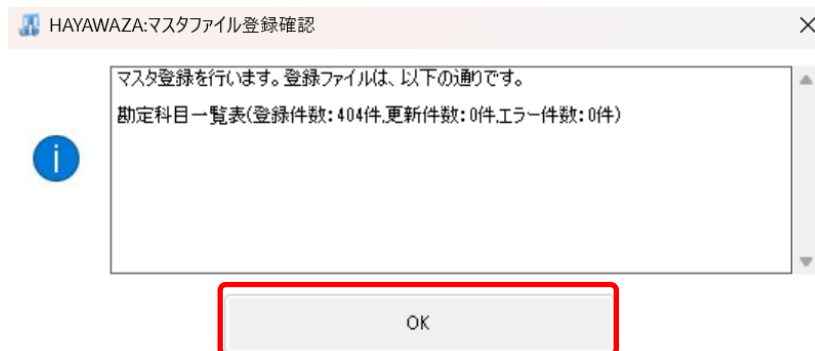 HAYAWAZA:マスタファイル登録確認
マスタ登録を行います。登録ファイルは、以下の通りです。
勘定科目一覧表(登録件数:404件,更新件数:0件,エラー件数:0件)
OK